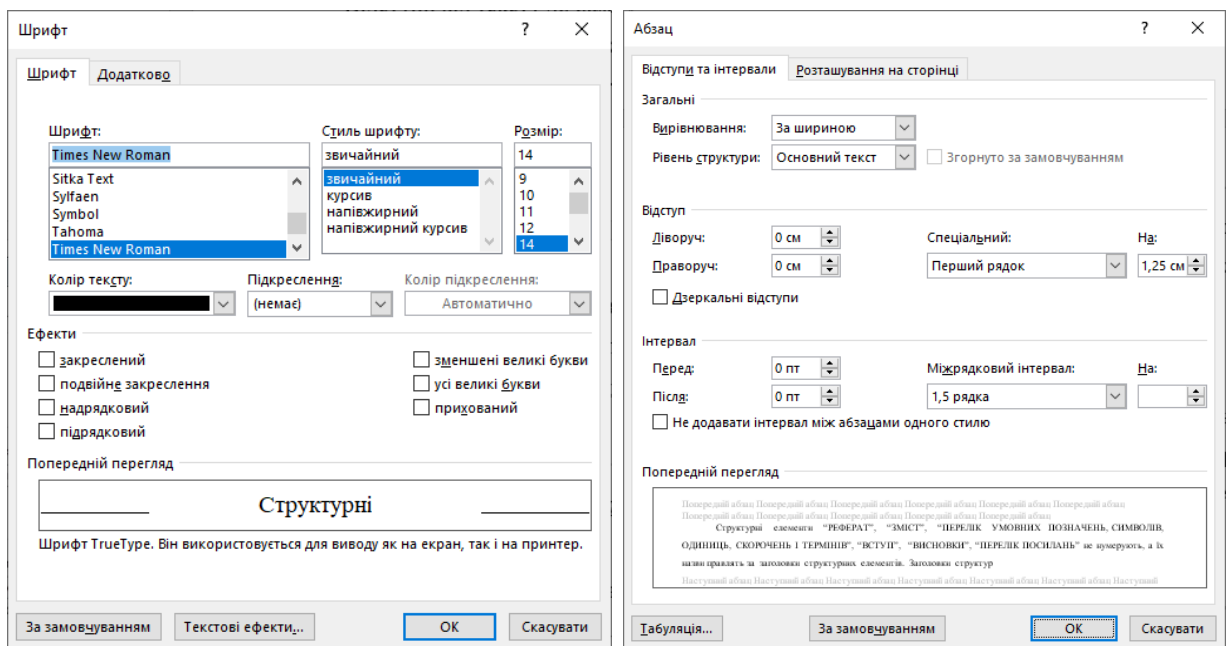 Шрифт ? ×
Шрифт Додатково
Шрифт: Стиль шрифту: Розмір:
Times New Roman звичайний 14
Sitka Text звичайний 9
Sylfaen курсив 10
Symbol напівжирний 11
Tahoma напівжирний курсив 12
Times New Roman 14
Колір тексту: Підкреслення: Колір підкреслення:
(немає) Автоматично
Ефекти
закреслений зменшені великі букви
подвійне закреслення усі великі букви
надрядковий прихований
підрядковий
Попередній перегляд
Структурні
Шрифт TrueType. Він використовується для виводу як на екран, так і на принтер.
За замовчуванням Текстові ефекти... ОК Скасувати
Абзац ? ×
Відступи та інтервали Розташування на сторінці
Загальні
Вирівнювання: За шириною
Рівень структури: Основний текст Згорнуто за замовчуванням
Відступ
Ліворуч: 0 см Спеціальний: На:
Праворуч: 0 см Перший рядок 1,25 см
Дзеркальні відступи
Інтервал
Перед: 0 пт Міжрядковий інтервал: На:
Після: 0 пт 1,5 рядка
Не додавати інтервал між абзацами одного стилю
Попередній перегляд
Попередній абзац Попередній абзац Попередній абзац Попередній абзац Попередній абзац Попередній абзац
Попередній абзац Попередній абзац Попередній абзац Попередній абзац Попередній абзац
Структурні елементи “РЕФЕРАТ”, “ЗМІСТ”, “ПЕРЕЛІК УМОВНИХ ПОЗНАЧЕНЬ, СИМВОЛІВ,
ОДИНИЦЬ, СКОРОЧЕНЬ І ТЕРМІНІВ”, “ВСТУП”, “ВИСНОВКИ”, “ПЕРЕЛІК ПОСИЛАНЬ” не нумерують, а їх
назви правлять за заголовки структурних елементів. Заголовки структур
Наступний абзац Наступний абзац Наступний абзац Наступний абзац Наступний абзац Наступний
Табуляція... За замовчуванням ОК Скасувати